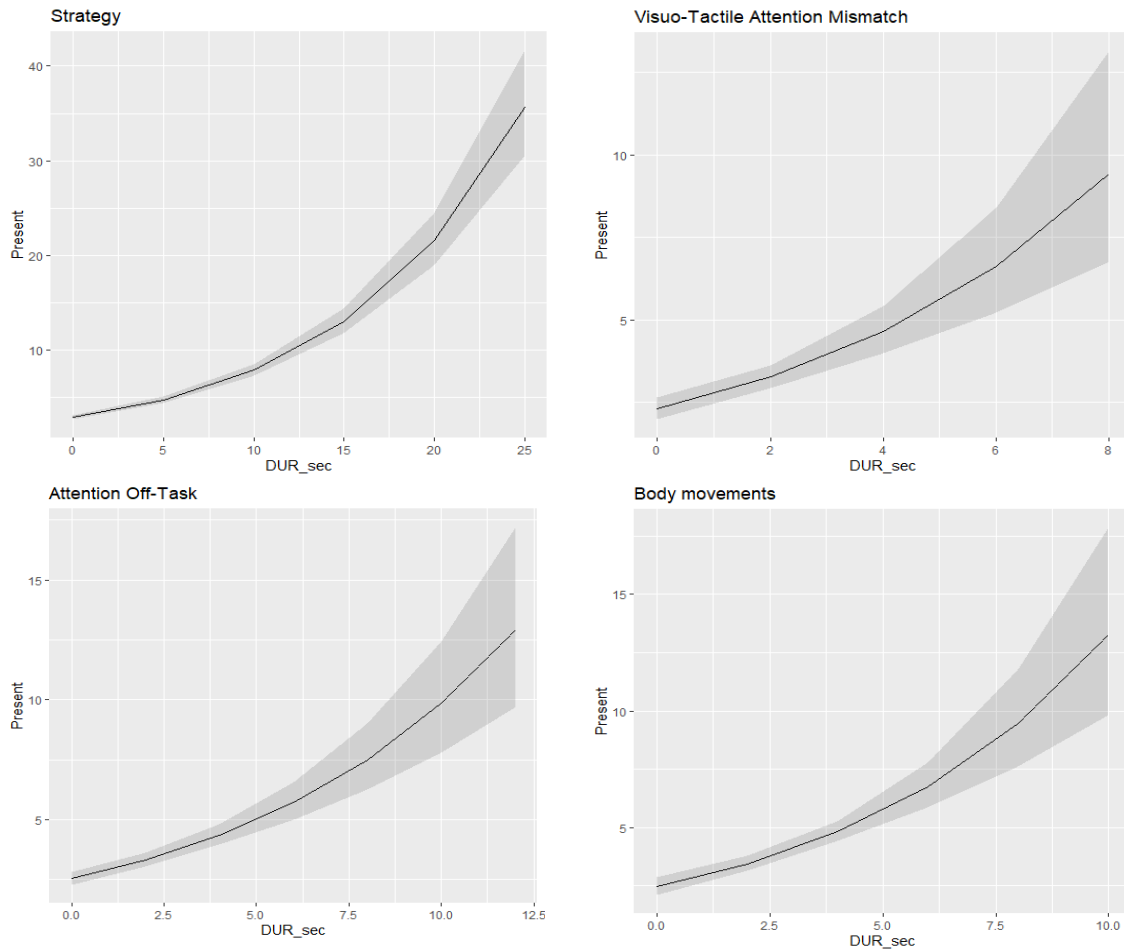 Strategy
Present
40
30
20
10
0 5 10 15 20 25
DUR_sec
Visuo-Tactile Attention Mismatch
Present
10
5
0 2 4 6 8
DUR_sec
Attention Off-Task
Present
15
10
5
0.0 2.5 5.0 7.5 10.0 12.5
DUR_sec
Body movements
Present
15
10
5
0.0 2.5 5.0 7.5 10.0
DUR_sec